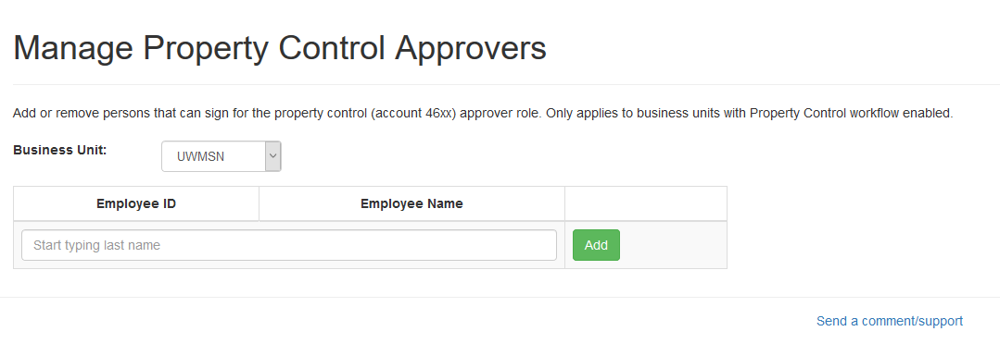 Manage Property Control Approvers
Add or remove persons that can sign for the property control (account 46xx) approver role. Only applies to business units with Property Control workflow enabled.
Business Unit: UWMSN
Employee ID Employee Name
Start typing last name Add
Send a comment/support